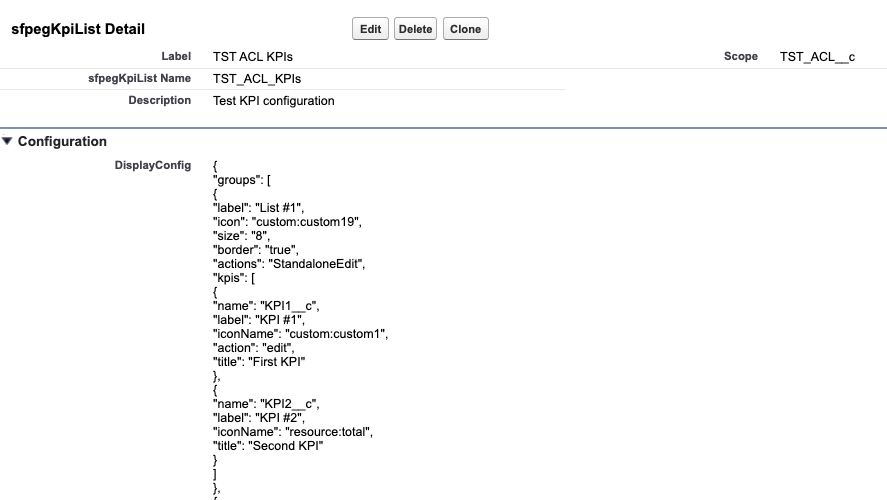 sfpegKpiList Detail
Edit Delete Clone
Label TST ACL KPIs Scope TST_ACL__c
sfpegKpiList Name TST_ACL_KPIs
Description Test KPI configuration
Configuration
DisplayConfig {
"groups": [
{
"label": "List #1",
"icon": "custom:custom19",
"size": "8",
"border": "true",
"actions": "StandaloneEdit",
"kpis": [
{
"name": "KPI1__c",
"label": "KPI #1",
"iconName": "custom:custom1",
"action": "edit",
"title": "First KPI"
},
{
"name": "KPI2__c",
"label": "KPI #2",
"iconName": "resource:total",
"title": "Second KPI"
}
]
},
{